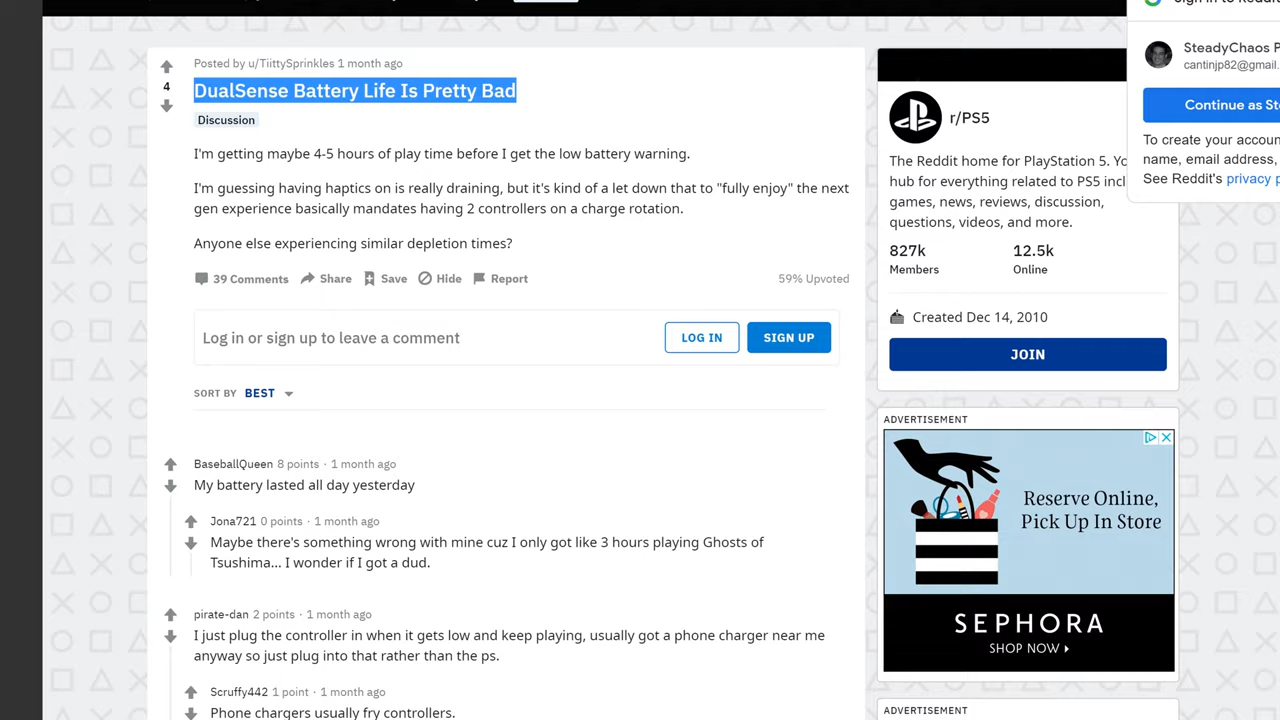 Posted by u/TiittySprinkles 1 month ago
4
DualSense Battery Life Is Pretty Bad
Discussion
I'm getting maybe 4-5 hours of play time before I get the low battery warning.
I'm guessing having haptics on is really draining, but it's kind of a let down that to "fully enjoy" the next
gen experience basically mandates having 2 controllers on a charge rotation.
Anyone else experiencing similar depletion times?
39 Comments Share Save Hide Report 59% Upvoted
Log in or sign up to leave a comment LOG IN SIGN UP
SORT BY BEST
BaseballQueen 8 points · 1 month ago
My battery lasted all day yesterday
Jona721 0 points · 1 month ago
Maybe there's something wrong with mine cuz I only got like 3 hours playing Ghosts of
Tsushima... I wonder if I got a dud.
pirate-dan 2 points · 1 month ago
I just plug the controller in when it gets low and keep playing, usually got a phone charger near me
anyway so just plug into that rather than the ps.
Scruffy442 1 point · 1 month ago
Phone chargers usually fry controllers.
r/PS5
The Reddit home for PlayStation 5. Yo
hub for everything related to PS5 incl
games, news, reviews, discussion,
questions, videos, and more.
827k 12.5k
Members Online
Created Dec 14, 2010
JOIN
ADVERTISEMENT
Reserve Online,
Pick Up In Store
SEPHORA
SHOP NOW
ADVERTISEMENT
Sign in to Reddi
SteadyChaos P
cantinjp82@gmail.
Continue as Ste
To create your accoun
name, email address,
See Reddit's privacy p